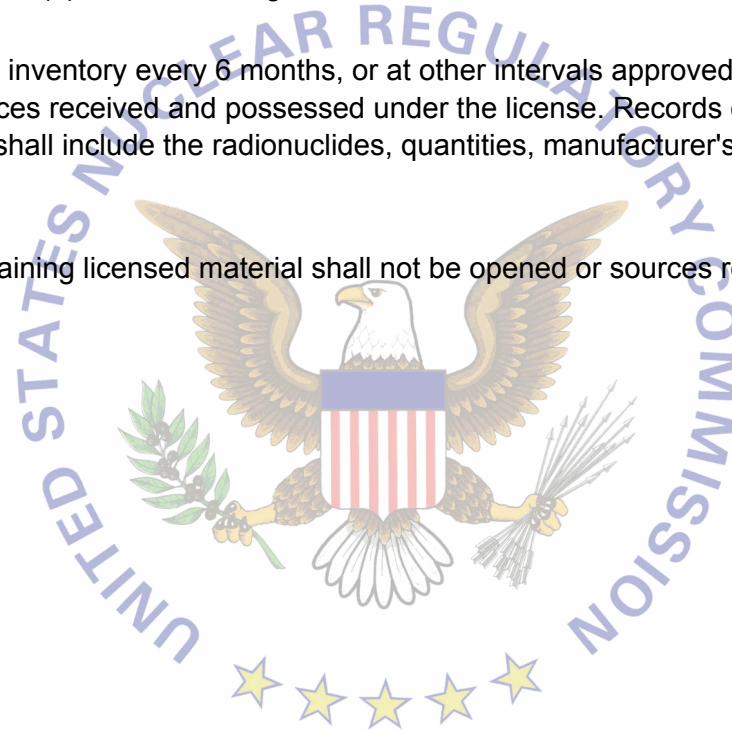 inventory every 6 months, or at other intervals approved
ces received and possessed under the license. Records
shall include the radionuclides, quantities, manufacturer's
aining licensed material shall not be opened or sources
UNITED STATES NUCLEAR REGULATORY COMMISSION